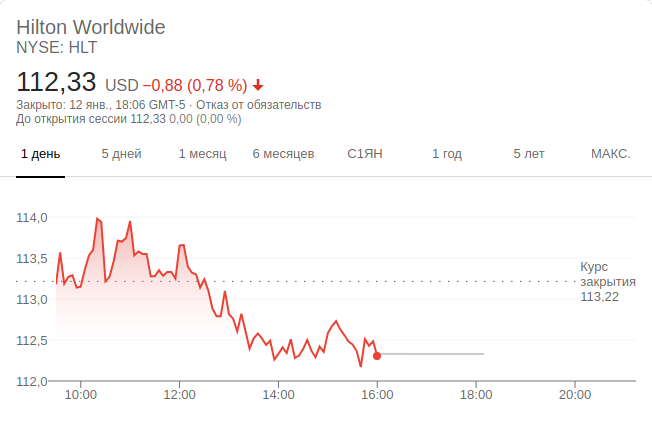 Hilton Worldwide
NYSE: HLT
112,33 USD −0,88 (0,78 %)
Закрыто: 12 янв., 18:06 GMT-5 · Отказ от обязательств
До открытия сессии 112,33 0,00 (0,00 %)
1 день 5 дней 1 месяц 6 месяцев С1ЯН 1 год 5 лет МАКС.
114,0
113,5
Курс
закрытия
113,22
113,0
112,5
112,0
10:00 12:00 14:00 16:00 18:00 20:00